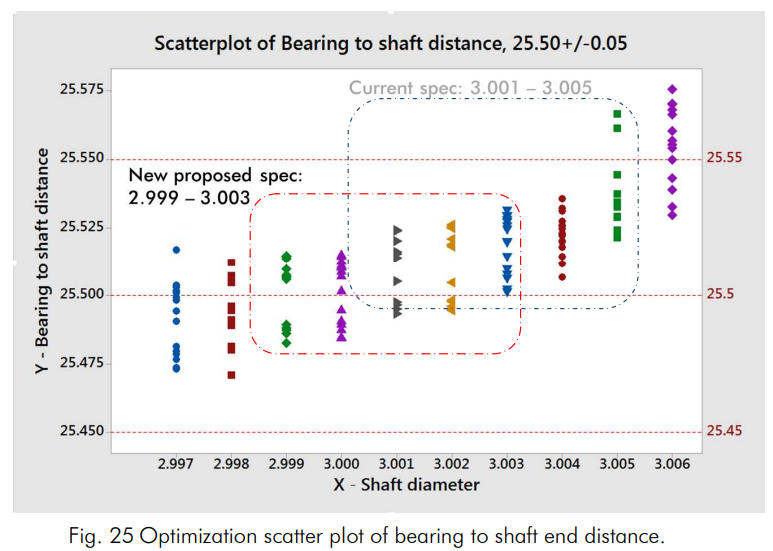 Scatterplot of Bearing to shaft distance, 25.50+/-0.05
Current spec: 3.001 – 3.005
New proposed spec:
2.999 – 3.003
Y - Bearing to shaft distance
25.575
25.550
25.525
25.500
25.475
25.450
25.55
25.5
25.45
2.997 2.998 2.999 3.000 3.001 3.002 3.003 3.004 3.005 3.006
X - Shaft diameter
Fig. 25 Optimization scatter plot of bearing to shaft end distance.